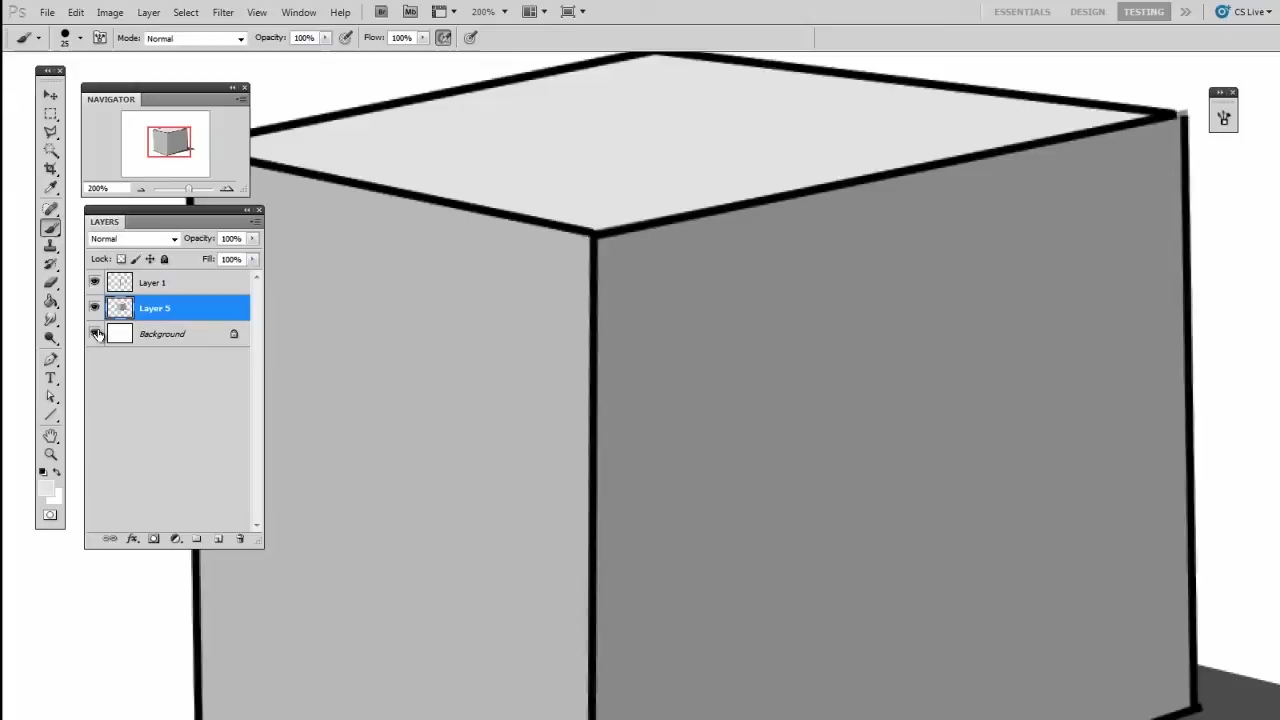 Ps File Edit Image Layer Select Filter View Window Help Br Mb 200% ESSENTIALS DESIGN TESTING CS Live
25 Mode: Normal Opacity: 100% Flow: 100%
NAVIGATOR
200%
LAYERS
Normal Opacity: 100%
Lock: Fill: 100%
Layer 1
Layer 5
Background
T
fx